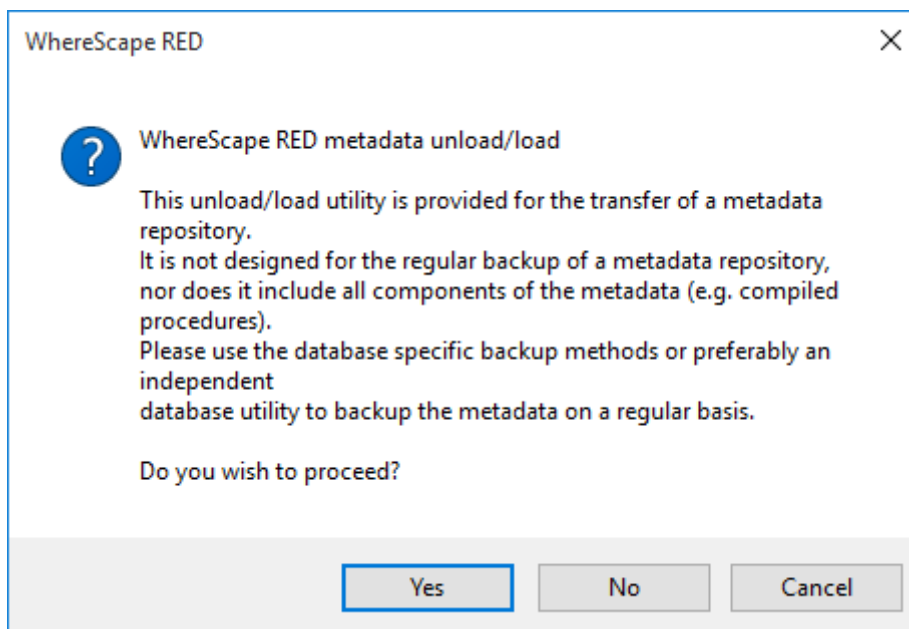 WhereScape RED
WhereScape RED metadata unload/load
This unload/load utility is provided for the transfer of a metadata
repository.
It is not designed for the regular backup of a metadata repository,
nor does it include all components of the metadata (e.g. compiled
procedures).
Please use the database specific backup methods or preferably an
independent
database utility to backup the metadata on a regular basis.
Do you wish to proceed?
Yes No Cancel